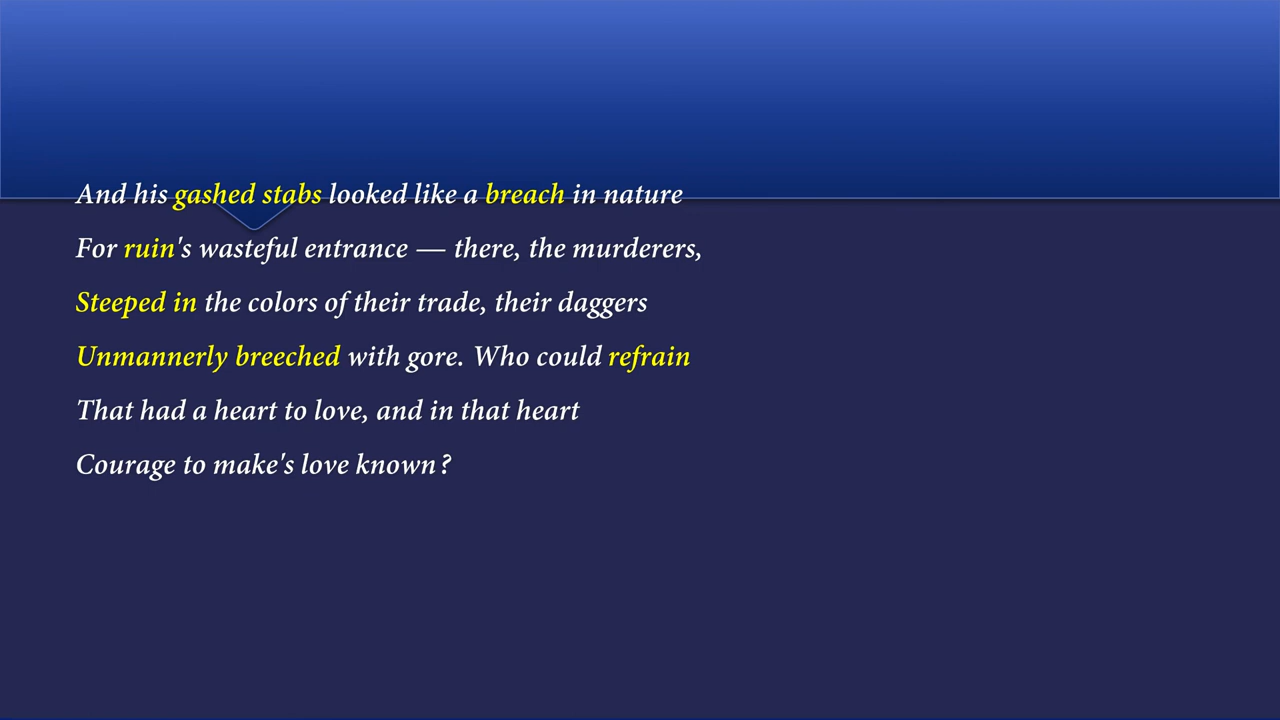 And his gashed stabs looked like a breach in nature
For ruin's wasteful entrance — there, the murderers,
Steeped in the colors of their trade, their daggers
Unmannerly breeched with gore. Who could refrain
That had a heart to love, and in that heart
Courage to make's love known?